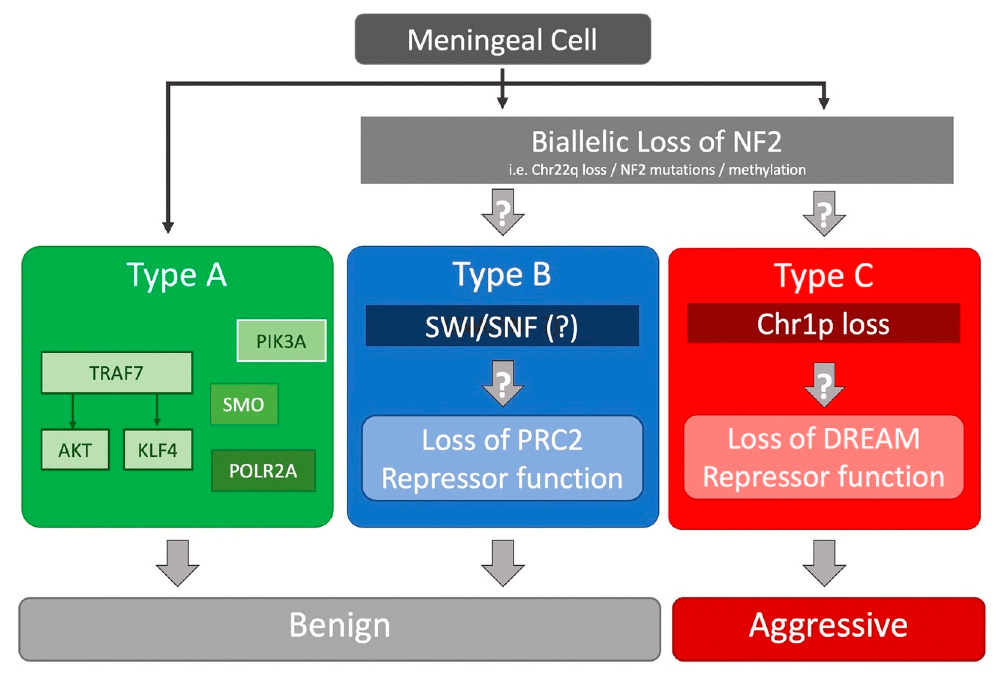 Meningeal Cell
Biallelic Loss of NF2
i.e. Chr22q loss / NF2 mutations / methylation
?
?
Type A
PIK3A
TRAF7
SMO
AKT
KLF4
POLR2A
Type B
SWI/SNF (?)
?
Loss of PRC2
Repressor function
Type C
Chr1p loss
?
Loss of DREAM
Repressor function
Benign
Aggressive